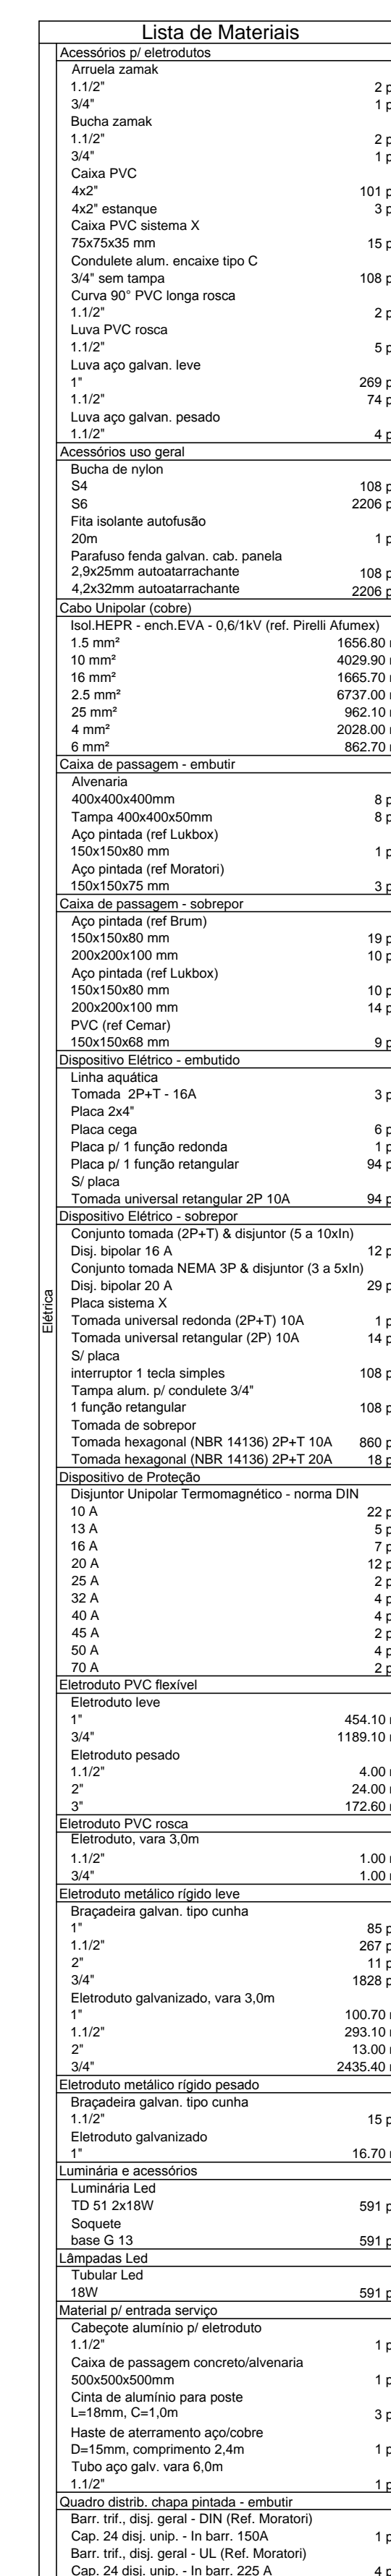 Lista de Materiais
Elétrica
Acessórios p/ eletrodutos
Arruela zamak
1.1/2" 2 p
3/4" 1 p
Bucha zamak
1.1/2" 2 p
3/4" 1 p
Caixa PVC
4x2" 101 p
4x2" estanque 3 p
Caixa PVC sistema X
75x75x35 mm 15 p
Condulete alum. encaixe tipo C
3/4" sem tampa 108 p
Curva 90° PVC longa rosca
1.1/2" 2 p
Luva PVC rosca
1.1/2" 5 p
Luva aço galvan. leve
1" 269 p
1.1/2" 74 p
Luva aço galvan. pesado
1.1/2" 4 p
Acessórios uso geral
Bucha de nylon
S4 108 p
S6 2206 p
Fita isolante autofusão
20m 1 p
Parafuso fenda galvan. cab. panela
2,9x25mm autoatarrachante 108 p
4,2x32mm autoatarrachante 2206 p
Cabo Unipolar (cobre)
Isol.HEPR - ench.EVA - 0,6/1kV (ref. Pirelli Afumex)
1.5 mm² 1656.80
10 mm² 4029.90
16 mm² 1665.70
2.5 mm² 6737.00
25 mm² 962.10
4 mm² 2028.00
6 mm² 862.70
Caixa de passagem - embutir
Alvenaria
400x400x400mm 8 p
Tampa 400x400x50mm 8 p
Aço pintada (ref Lukbox)
150x150x80 mm 1 p
Aço pintada (ref Moratori)
150x150x75 mm 3 p
Caixa de passagem - sobrepor
Aço pintada (ref Brum)
150x150x80 mm 19 p
200x200x100 mm 10 p
Aço pintada (ref Lukbox)
150x150x80 mm 10 p
200x200x100 mm 14 p
PVC (ref Cemar)
150x150x68 mm 9 p
Dispositivo Elétrico - embutido
Linha aquática
Tomada 2P+T - 16A 3 p
Placa 2x4"
Placa cega 6 p
Placa p/ 1 função redonda 1 p
Placa p/ 1 função retangular 94 p
S/ placa
Tomada universal retangular 2P 10A 94 p
Dispositivo Elétrico - sobrepor
Conjunto tomada (2P+T) & disjuntor (5 a 10xIn)
Disj. bipolar 16 A 12 p
Conjunto tomada NEMA 3P & disjuntor (3 a 5xIn)
Disj. bipolar 20 A 29 p
Placa sistema X
Tomada universal redonda (2P+T) 10A 1 p
Tomada universal retangular (2P) 10A 14 p
S/ placa
interruptor 1 tecla simples 108 p
Tampa alum. p/ condulete 3/4"
1 função retangular 108 p
Tomada de sobrepor
Tomada hexagonal (NBR 14136) 2P+T 10A 860 p
Tomada hexagonal (NBR 14136) 2P+T 20A 18 p
Dispositivo de Proteção
Disjuntor Unipolar Termomagnético - norma DIN
10 A 22 p
13 A 5 p
16 A 7 p
20 A 12 p
25 A 2 p
32 A 4 p
40 A 4 p
45 A 2 p
50 A 4 p
70 A 2 p
Eletroduto PVC flexível
Eletroduto leve
1" 454.10
3/4" 1189.10
Eletroduto pesado
1.1/2" 4.00
2" 24.00
3" 172.60
Eletroduto PVC rosca
Eletroduto, vara 3,0m
1.1/2" 1.00
3/4" 1.00
Eletroduto metálico rígido leve
Braçadeira galvan. tipo cunha
1" 85 p
1.1/2" 267 p
2" 11 p
3/4" 1828 p
Eletroduto galvanizado, vara 3,0m
1" 100.70
1.1/2" 293.10
2" 13.00
3/4" 2435.40
Eletroduto metálico rígido pesado
Braçadeira galvan. tipo cunha
1.1/2" 15 p
Eletroduto galvanizado
1" 16.70
Luminária e acessórios
Luminária Led
TD 51 2x18W 591 p
Soquete
base G 13 591 p
Lâmpadas Led
Tubular Led
18W 591 p
Material p/ entrada serviço
Cabeçote alumínio p/ eletroduto
1.1/2" 1 p
Caixa de passagem concreto/alvenaria
500x500x500mm 1 p
Cinta de alumínio para poste
L=18mm, C=1,0m 3 p
Haste de aterramento aço/cobre
D=15mm, comprimento 2,4m 1 p
Tubo aço galv. vara 6,0m
1.1/2" 1 p
Quadro distrib. chapa pintada - embutir
Barr. trif., disj. geral - DIN (Ref. Moratori)
Cap. 24 disj. unip. - In barr. 150A 1 p
Barr. trif., disj. geral - UL (Ref. Moratori)
Cap. 24 disj. unip. - In barr. 225 A 4 p